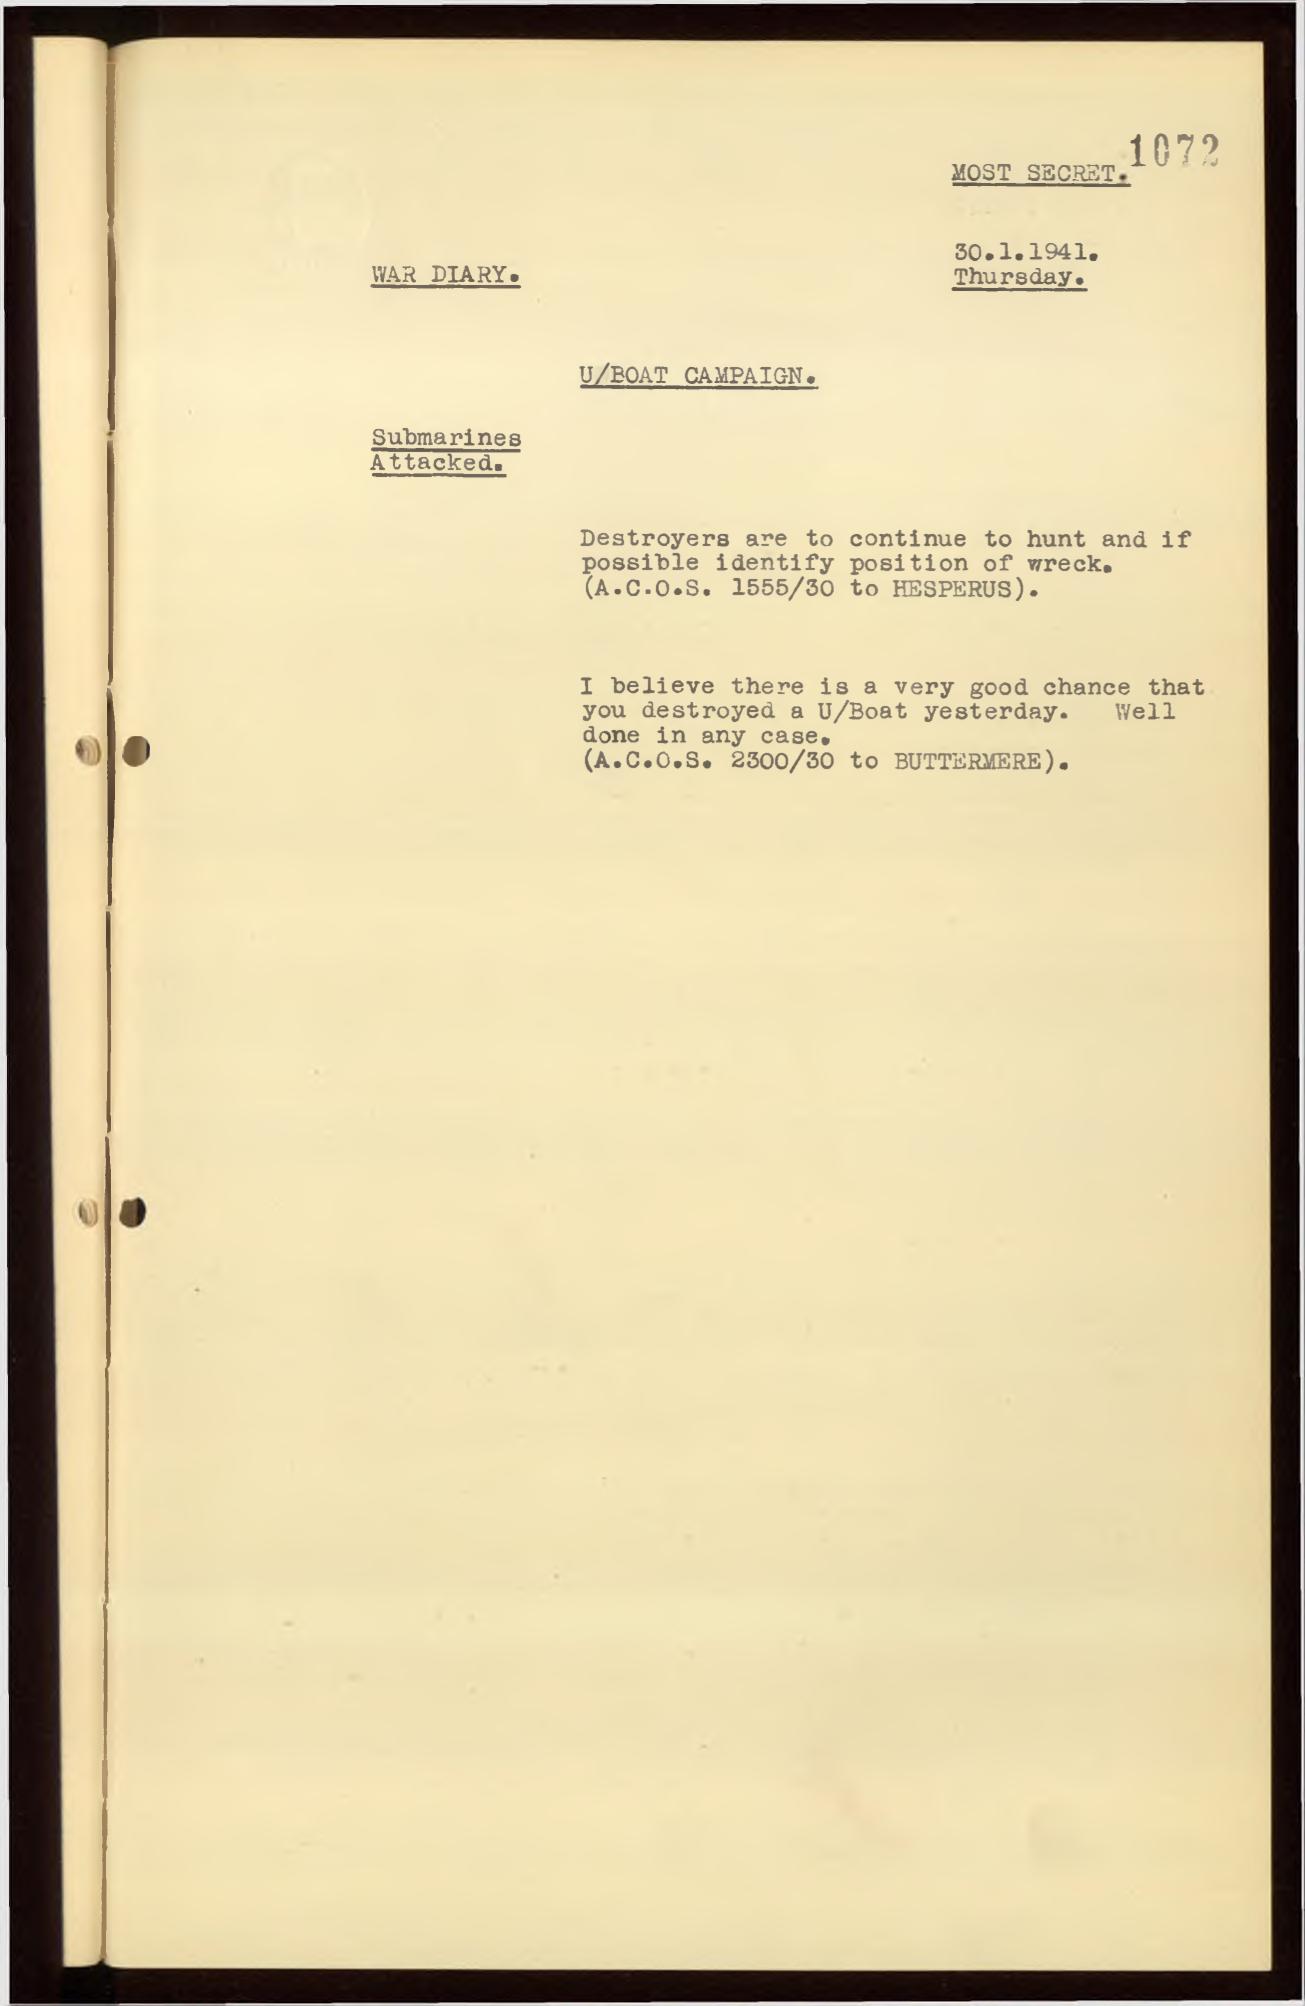 1072
MOST SECRET.
30.1.1941.
WAR DIARY.
Thursday.
U/BOAT CAMPAIGN.
Submarines
Attacked.
Destroyers are to continue to hunt and if
possible identify position of wreck.
(A.C.O.S. 1555/30 to HESPERUS).
I believe there is a very good chance that
you destroyed a U/Boat yesterday. Well
done in any case.
(A.C.O.S. 2300/30 to BUTTERMERE).